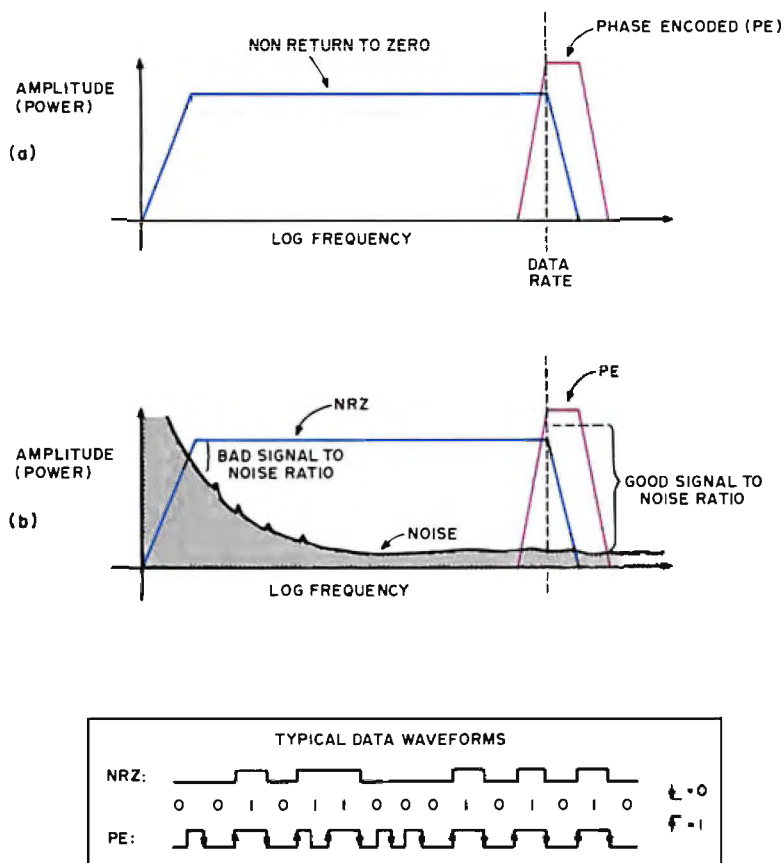 PHASE ENCODED (PE)
NON RETURN TO ZERO
AMPLITUDE
(POWER)
(a)
LOG FREQUENCY
DATA
RATE
PE
NRZ
AMPLITUDE
(POWER)
BAD SIGNAL TO
NOISE RATIO
GOOD SIGNAL TO
NOISE RATIO
(b)
NOISE
LOG FREQUENCY
TYPICAL DATA WAVEFORMS
NRZ:
0 0 1 0 1 1 0 0 0 1 0 1 0 1 0
=0
=1
PE: